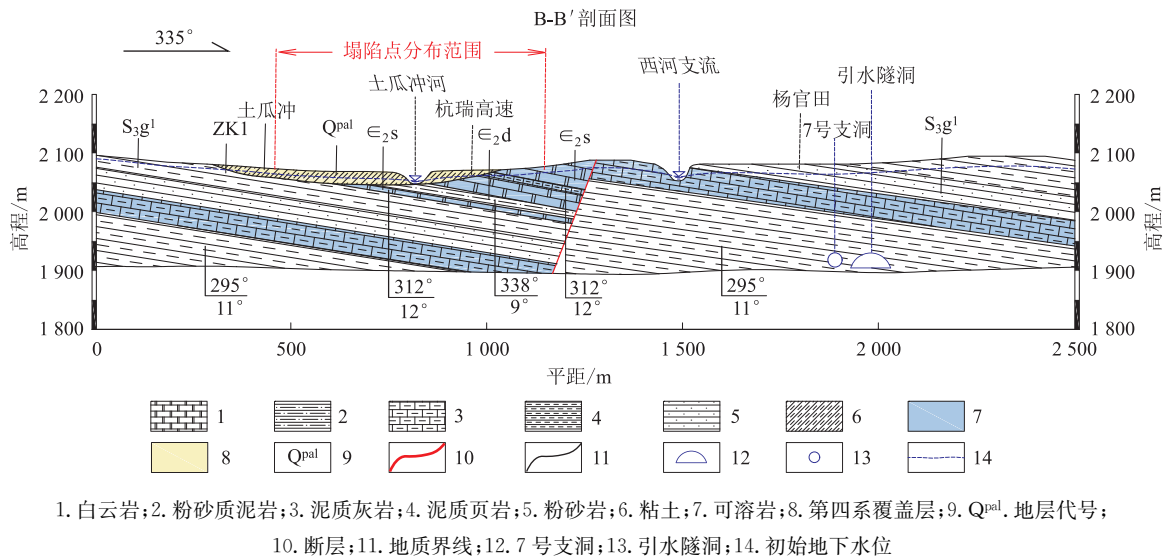 B-B′剖面图
335°
塌陷点分布范围
土瓜冲河
西河支流
引水隧洞
土瓜冲
杭瑞高速
杨官田
7号支洞
S₃g¹
ZK1
Qᵖᵃˡ
∈₂s
∈₂d
∈₂s
S₃g¹
2 200
2 100
2 000
1 900
1 800
高程/m
2 200
2 100
2 000
1 900
1 800
高程/m
295°
11°
312°
12°
338°
9°
312°
12°
295°
11°
0
500
1 000
1 500
2 000
2 500
平距/m
1
2
3
4
5
6
7
8
Qᵖᵃˡ
9
10
11
12
13
14
1.白云岩;2.粉砂质泥岩;3.泥质灰岩;4.泥质页岩;5.粉砂岩;6.粘土;7.可溶岩;8.第四系覆盖层;9.Qᵖᵃˡ.地层代号;
10.断层;11.地质界线;12.7号支洞;13.引水隧洞;14.初始地下水位